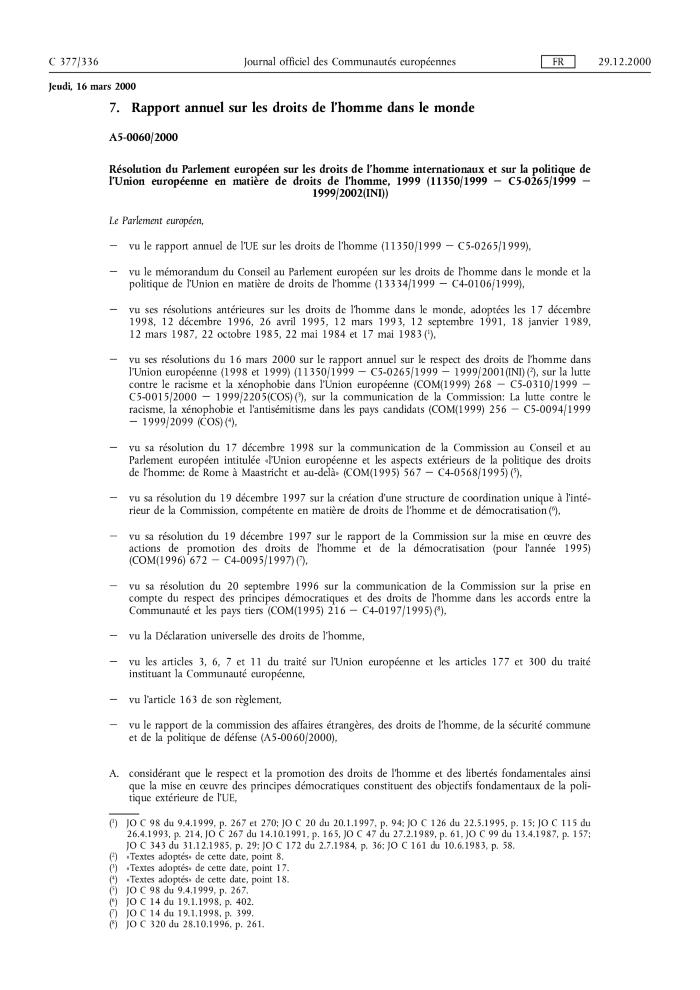 C 377/336
Journal officiel des Communautés européennes
FR
29.12.2000
Jeudi, 16 mars 2000
7. Rapport annuel sur les droits de l'homme dans le monde
A5-0060/2000
Résolution du Parlement européen sur les droits de l'homme internationaux et sur la politique de
l'Union européenne en matière de droits de l'homme, 1999 (11350/1999 — C5-0265/1999 —
1999/2002(INI))
Le Parlement européen,
— vu le rapport annuel de l'UE sur les droits de l'homme (11350/1999 — C5-0265/1999),
— vu le mémorandum du Conseil au Parlement européen sur les droits de l'homme dans le monde et la
politique de l'Union en matière de droits de l'homme (13334/1999 — C4-0106/1999),
— vu ses résolutions antérieures sur les droits de l'homme dans le monde, adoptées les 17 décembre
1998, 12 décembre 1996, 26 avril 1995, 12 mars 1993, 12 septembre 1991, 18 janvier 1989,
12 mars 1987, 22 octobre 1985, 22 mai 1984 et 17 mai 1983 (¹),
— vu ses résolutions du 16 mars 2000 sur le rapport annuel sur le respect des droits de l'homme dans
l'Union européenne (1998 et 1999) (11350/1999 — C5-0265/1999 — 1999/2001(INI) (²), sur la lutte
contre le racisme et la xénophobie dans l'Union européenne (COM(1999) 268 — C5-0310/1999 —
C5-0015/2000 — 1999/2205(COS) (³), sur la communication de la Commission: La lutte contre le
racisme, la xénophobie et l'antisémitisme dans les pays candidats (COM(1999) 256 — C5-0094/1999
— 1999/2099 (COS) (⁴),
— vu sa résolution du 17 décembre 1998 sur la communication de la Commission au Conseil et au
Parlement européen intitulée «l'Union européenne et les aspects extérieurs de la politique des droits
de l'homme: de Rome à Maastricht et au-delà» (COM(1995) 567 — C4-0568/1995) (⁵),
— vu sa résolution du 19 décembre 1997 sur la création d'une structure de coordination unique à l'inté-
rieur de la Commission, compétente en matière de droits de l'homme et de démocratisation (⁶),
— vu sa résolution du 19 décembre 1997 sur le rapport de la Commission sur la mise en œuvre des
actions de promotion des droits de l'homme et de la démocratisation (pour l'année 1995)
(COM(1996) 672 — C4-0095/1997) (⁷),
— vu sa résolution du 20 septembre 1996 sur la communication de la Commission sur la prise en
compte du respect des principes démocratiques et des droits de l'homme dans les accords entre la
Communauté et les pays tiers (COM(1995) 216 — C4-0197/1995) (⁸),
— vu la Déclaration universelle des droits de l'homme,
— vu les articles 3, 6, 7 et 11 du traité sur l'Union européenne et les articles 177 et 300 du traité
instituant la Communauté européenne,
— vu l'article 163 de son règlement,
— vu le rapport de la commission des affaires étrangères, des droits de l'homme, de la sécurité commune
et de la politique de défense (A5-0060/2000),
A. considérant que le respect et la promotion des droits de l'homme et des libertés fondamentales ainsi
que la mise en œuvre des principes démocratiques constituent des objectifs fondamentaux de la poli-
tique extérieure de l'UE,
(¹) JO C 98 du 9.4.1999, p. 267 et 270; JO C 20 du 20.1.1997, p. 94; JO C 126 du 22.5.1995, p. 15; JO C 115 du
26.4.1993, p. 214, JO C 267 du 14.10.1991, p. 165, JO C 47 du 27.2.1989, p. 61, JO C 99 du 13.4.1987, p. 157;
JO C 343 du 31.12.1985, p. 29; JO C 172 du 2.7.1984, p. 36; JO C 161 du 10.6.1983, p. 58.
(²) «Textes adoptés» de cette date, point 8.
(³) «Textes adoptés» de cette date, point 17.
(⁴) «Textes adoptés» de cette date, point 18.
(⁵) JO C 98 du 9.4.1999, p. 267.
(⁶) JO C 14 du 19.1.1998, p. 402.
(⁷) JO C 14 du 19.1.1998, p. 399.
(⁸) JO C 320 du 28.10.1996, p. 261.